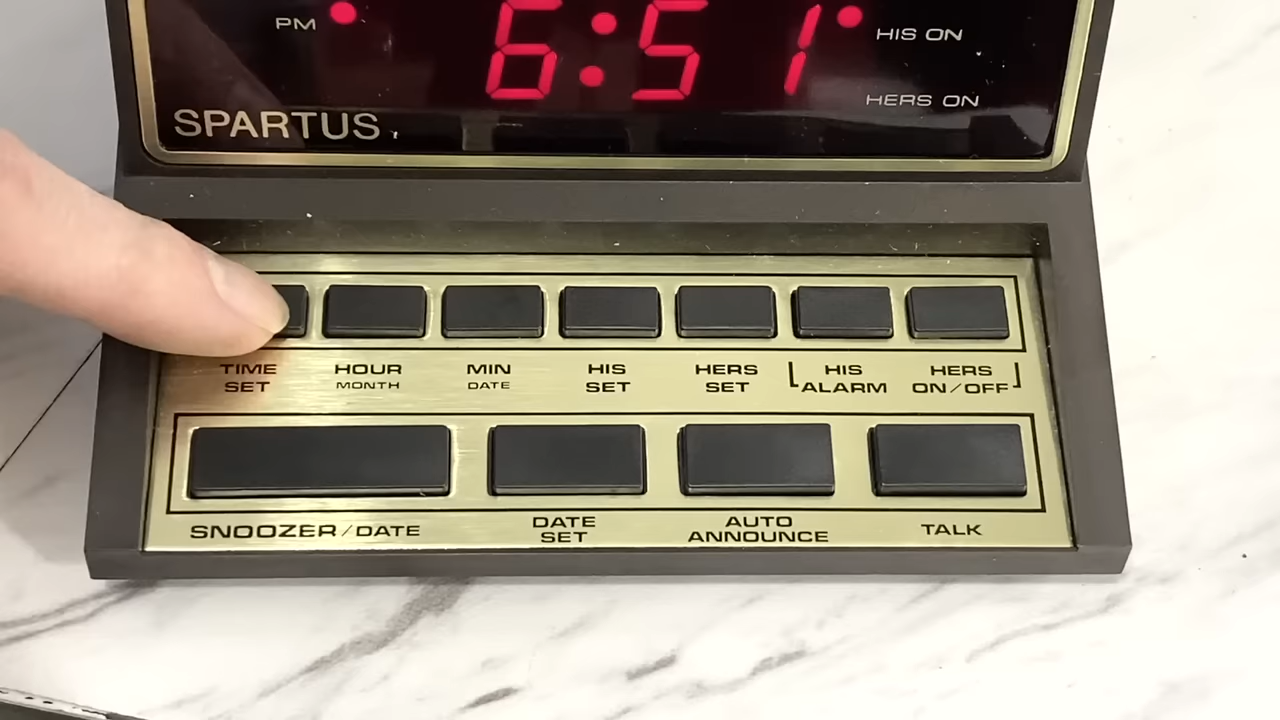 PM
6:51
HIS ON
HERS ON
SPARTUS
TIME SET
HOUR MONTH
MIN DATE
HIS SET
HERS SET
HIS ALARM
HERS ON/OFF
SNOOZER/DATE
DATE SET
AUTO ANNOUNCE
TALK